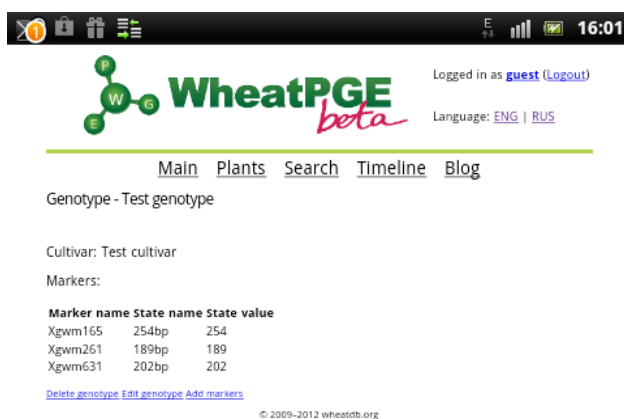 1 E 16:01
P W G E WheatPGE beta
Logged in as guest (Logout)
Language: ENG | RUS
Main Plants Search Timeline Blog
Genotype - Test genotype
Cultivar: Test cultivar
Markers:
Marker name State name State value
Xgwm165 254bp 254
Xgwm261 189bp 189
Xgwm631 202bp 202
Delete genotype Edit genotype Add markers
© 2009–2012 wheatdb.org